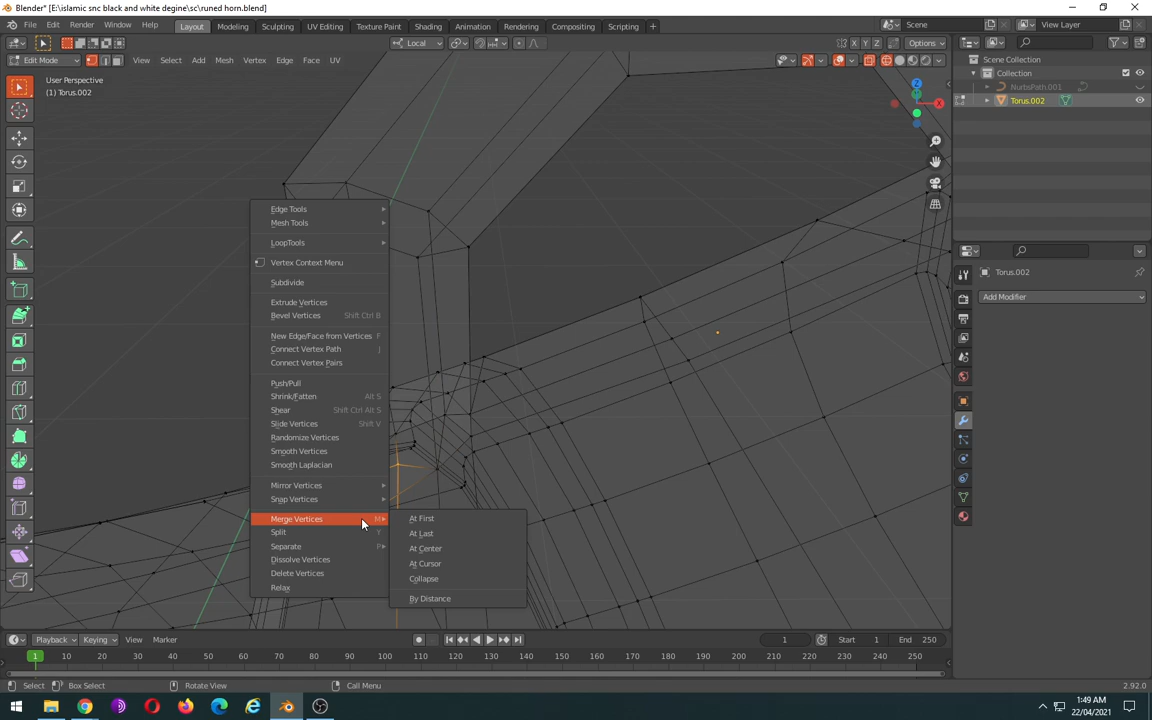 Blender* [E:\islamic snc black and white degine\sc\runed horn.blend]
File Edit Render Window Help Layout Modeling Sculpting UV Editing Texture Paint Shading Animation Rendering Compositing Scripting + Scene View Layer
Local X Y Z Options
Edit Mode View Select Add Mesh Vertex Edge Face UV
User Perspective
(1) Torus.002
Scene Collection
Collection
NurbsPath.001
Torus.002
Z
X
Torus.002
Add Modifier
Edge Tools
Mesh Tools
LoopTools
Vertex Context Menu
Subdivide
Extrude Vertices
Bevel Vertices Shift Ctrl B
New Edge/Face from Vertices F
Connect Vertex Path J
Connect Vertex Pairs
Push/Pull
Shrink/Fatten Alt S
Shear Shift Ctrl Alt S
Slide Vertices Shift V
Randomize Vertices
Smooth Vertices
Smooth Laplacian
Mirror Vertices
Snap Vertices
Merge Vertices M
Split Y
Separate P
Dissolve Vertices
Delete Vertices
Relax
At First
At Last
At Center
At Cursor
Collapse
By Distance
Playback Keying View Marker 1 Start 1 End 250
1 10 20 30 40 50 60 70 80 90 100 110 120 130 140 150 160 170 180 190 200 210 220 230 240 250
Select Box Select Rotate View Call Menu 2.92.0
1:49 AM
22/04/2021